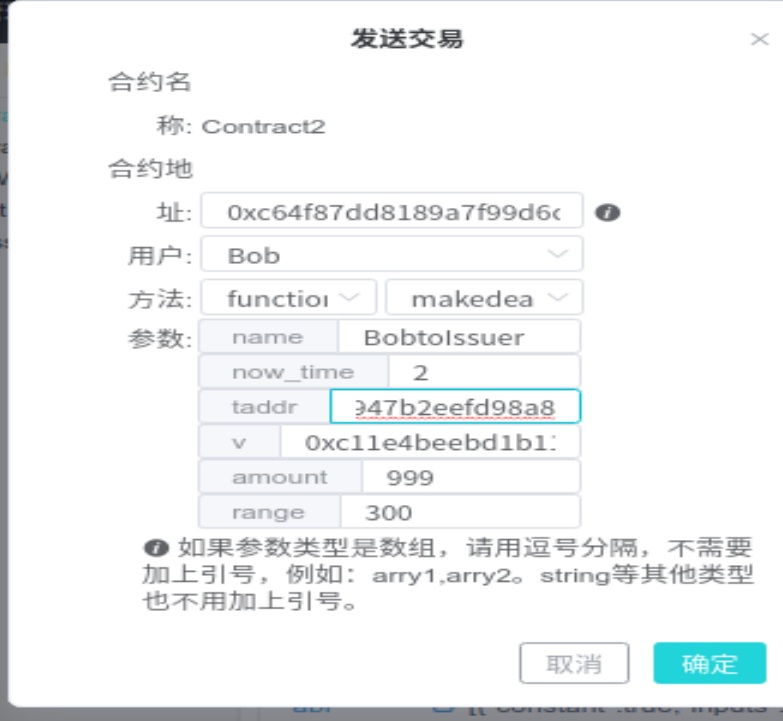 发送交易
合约名
称: Contract2
合约地
址: 0xc64f87dd8189a7f99d6c
用户: Bob
方法: function makedea
参数: name BobtoIssuer
now_time 2
taddr 947b2eefd98a8
v 0xc11e4beebd1b1
amount 999
range 300
如果参数类型是数组，请用逗号分隔，不需要
加上引号，例如：arry1,arry2。string等其他类型
也不用加上引号。
取消 确定